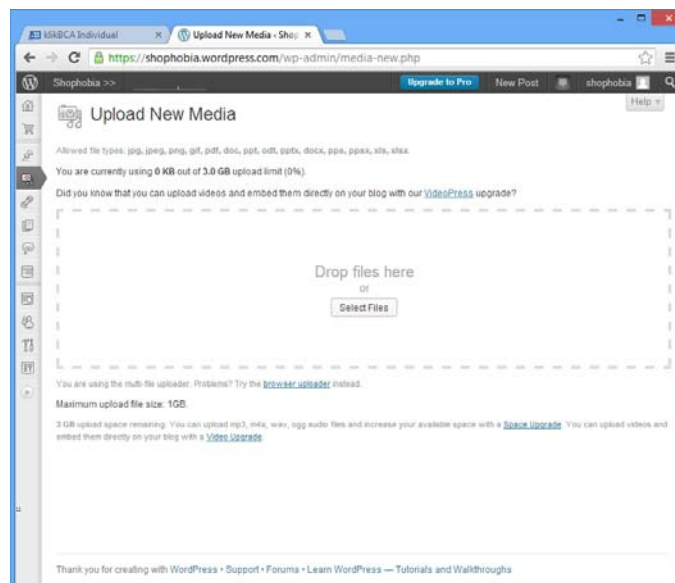 klikBCA Individual
Upload New Media ‹ Shop
https://shophobia.wordpress.com/wp-admin/media-new.php
Shophobia >>
Upgrade to Pro
New Post
shophobia
Help
Upload New Media
Allowed file types: jpg, jpeg, png, gif, pdf, doc, ppt, odt, pptx, docx, pps, ppsx, xls, xlsx.
You are currently using 0 KB out of 3.0 GB upload limit (0%).
Did you know that you can upload videos and embed them directly on your blog with our VideoPress upgrade?
Drop files here
or
Select Files
You are using the multi-file uploader. Problems? Try the browser uploader instead.
Maximum upload file size: 1GB.
3 GB upload space remaining. You can upload mp3, m4a, wav, ogg audio files and increase your available space with a Space Upgrade. You can upload videos and
embed them directly on your blog with a Video Upgrade.
Thank you for creating with WordPress • Support • Forums • Learn WordPress — Tutorials and Walkthroughs